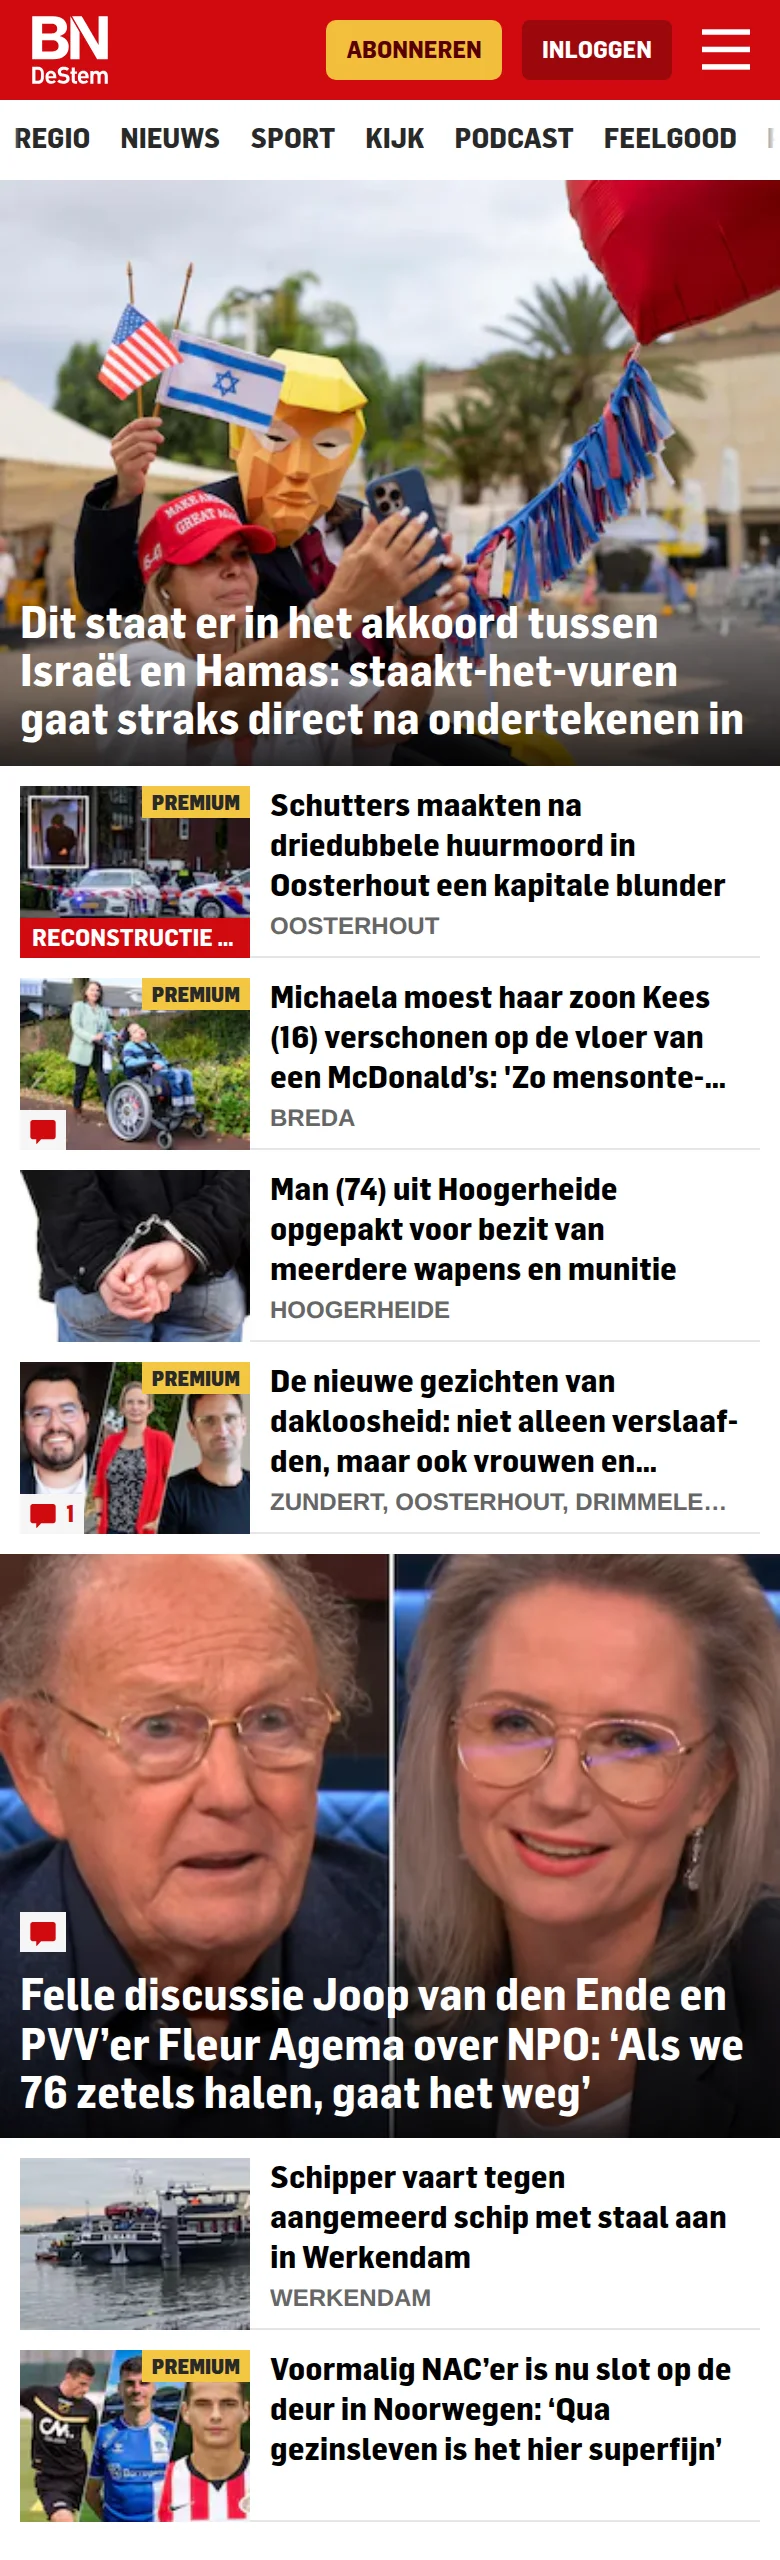 BN
DeStem
ABONNEREN
INLOGGEN
REGIO NIEUWS SPORT KIJK PODCAST FEELGOOD
MAKE A
GREAT AG
Dit staat er in het akkoord tussen
Israël en Hamas: staakt-het-vuren
gaat straks direct na ondertekenen in
PREMIUM
RECONSTRUCTIE ...
Schutters maakten na
driedubbele huurmoord in
Oosterhout een kapitale blunder
OOSTERHOUT
PREMIUM
Michaela moest haar zoon Kees
(16) verschonen op de vloer van
een McDonald’s: 'Zo mensonte-...
BREDA
Man (74) uit Hoogerheide
opgepakt voor bezit van
meerdere wapens en munitie
HOOGERHEIDE
PREMIUM
1
De nieuwe gezichten van
dakloosheid: niet alleen verslaaf-
den, maar ook vrouwen en...
ZUNDERT, OOSTERHOUT, DRIMMELE...
Felle discussie Joop van den Ende en
PVV’er Fleur Agema over NPO: ‘Als we
76 zetels halen, gaat het weg’
Schipper vaart tegen
aangemeerd schip met staal aan
in Werkendam
WERKENDAM
PREMIUM
CM.
Voormalig NAC’er is nu slot op de
deur in Noorwegen: ‘Qua
gezinsleven is het hier superfijn’